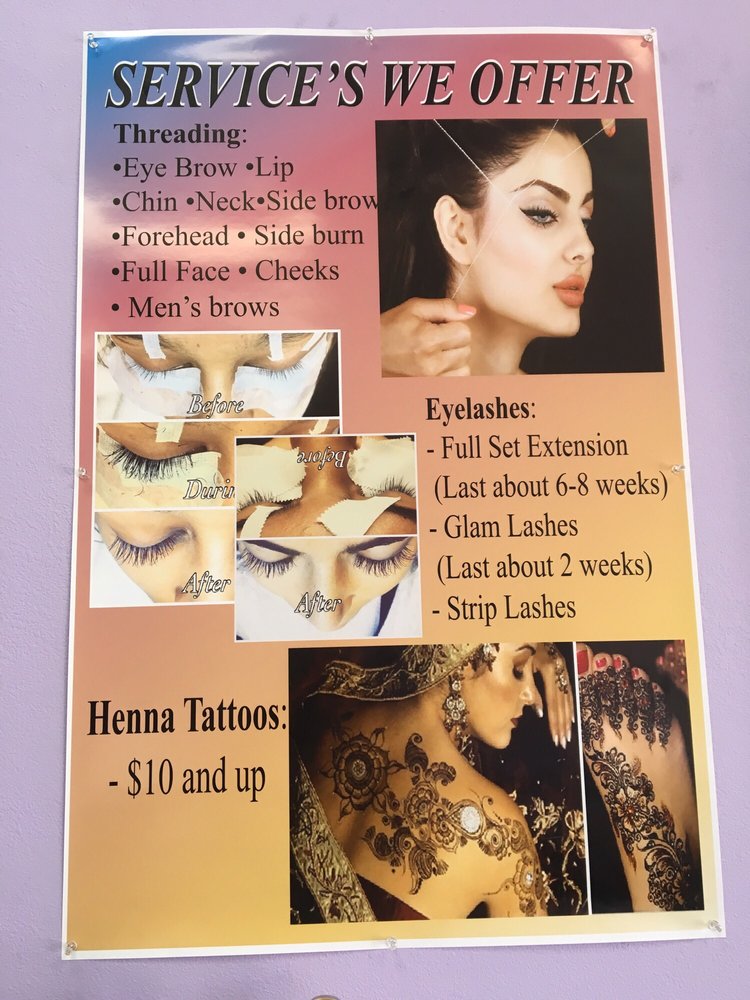 SERVICE'S WE OFFER
Threading:
•Eye Brow •Lip
•Chin •Neck•Side brow
•Forehead • Side burn
•Full Face • Cheeks
• Men's brows
Before
Durin
After
Before
After
Eyelashes:
- Full Set Extension
(Last about 6-8 weeks)
- Glam Lashes
(Last about 2 weeks)
- Strip Lashes
Henna Tattoos:
- $10 and up